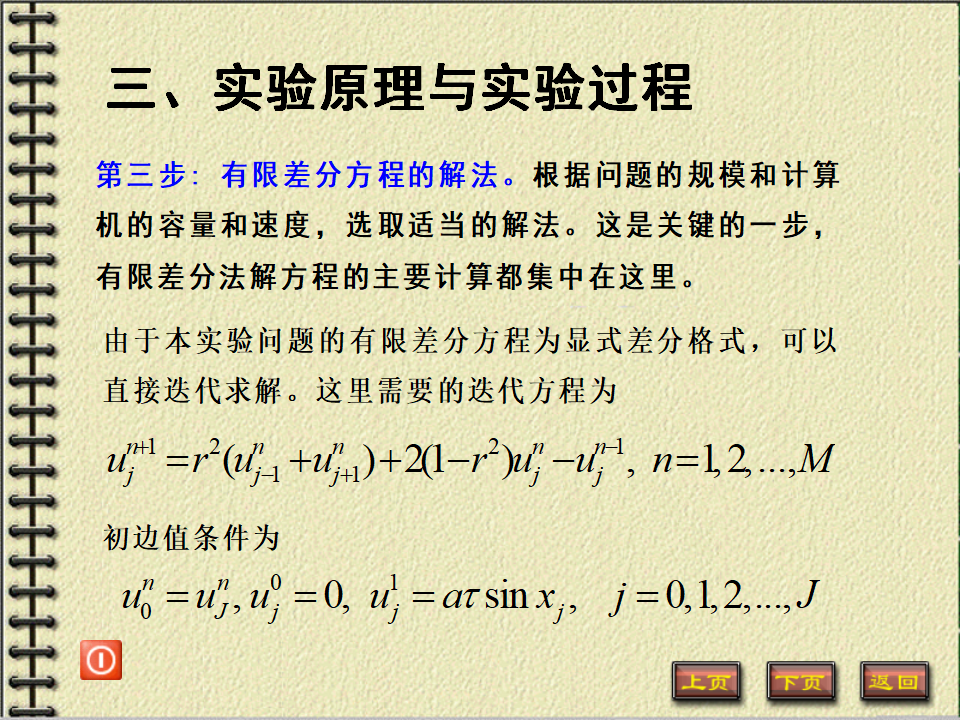 三、实验原理与实验过程
第三步：有限差分方程的解法。根据问题的规模和计算
机的容量和速度，选取适当的解法。这是关键的一步，
有限差分法解方程的主要计算都集中在这里。
由于本实验问题的有限差分方程为显式差分格式，可以
直接迭代求解。这里需要的迭代方程为
$u_j^{n+1}=r^2(u_{j-1}^n+u_{j+1}^n)+2(1-r^2)u_j^n-u_j^{n-1},\ n=1,2,...,M$
初边值条件为
$u_0^n=u_J^n,u_j^0=0,\ u_j^1=a\tau\sin x_j,\quad j=0,1,2,...,J$
上页 下页 返回